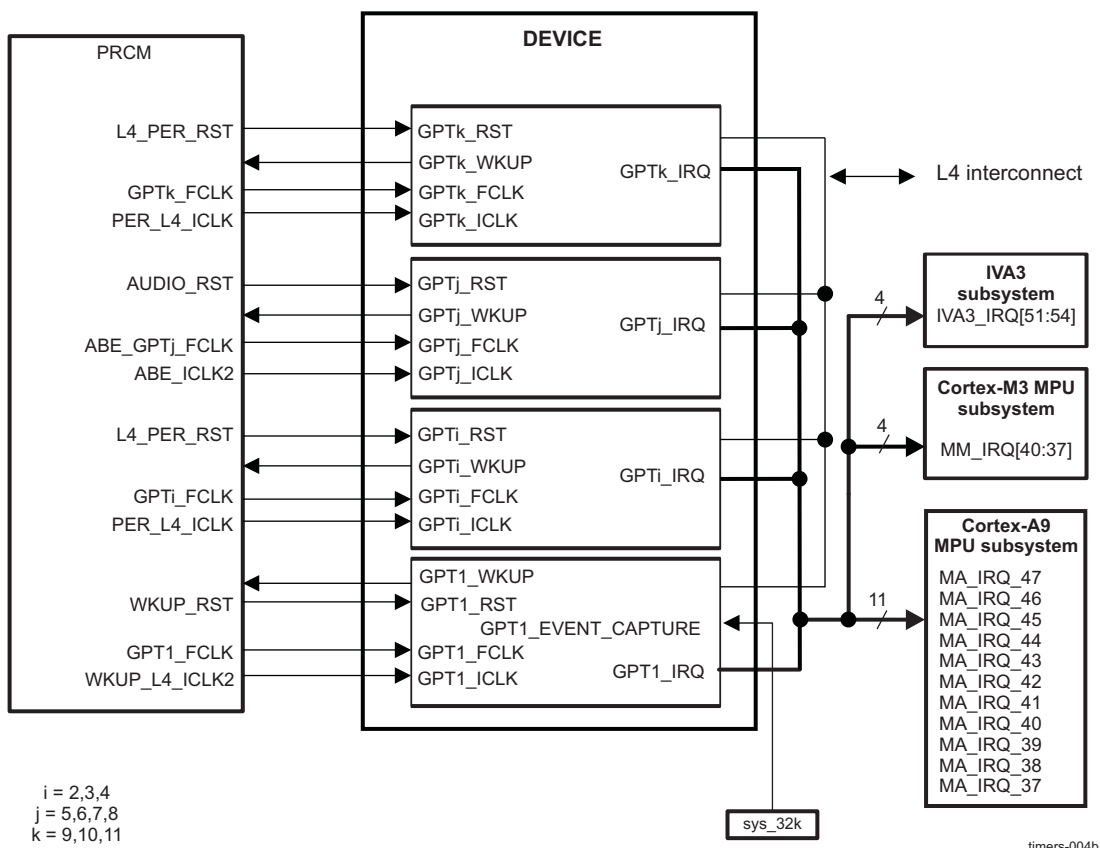 DEVICE
PRCM
L4_PER_RST
GPTk_FCLK
PER_L4_ICLK
AUDIO_RST
ABE_GPTj_FCLK
ABE_ICLK2
L4_PER_RST
GPTi_FCLK
PER_L4_ICLK
WKUP_RST
GPT1_FCLK
WKUP_L4_ICLK2
GPTk_RST
GPTk_WKUP
GPTk_FCLK
GPTk_ICLK
GPTk_IRQ
GPTj_RST
GPTj_WKUP
GPTj_FCLK
GPTj_ICLK
GPTj_IRQ
GPTi_RST
GPTi_WKUP
GPTi_FCLK
GPTi_ICLK
GPTi_IRQ
GPT1_WKUP
GPT1_RST
GPT1_EVENT_CAPTURE
GPT1_FCLK
GPT1_ICLK
GPT1_IRQ
L4 interconnect
4
IVA3
subsystem
IVA3_IRQ[51:54]
4
Cortex-M3 MPU
subsystem
MM_IRQ[40:37]
11
Cortex-A9
MPU subsystem
MA_IRQ_47
MA_IRQ_46
MA_IRQ_45
MA_IRQ_44
MA_IRQ_43
MA_IRQ_42
MA_IRQ_41
MA_IRQ_40
MA_IRQ_39
MA_IRQ_38
MA_IRQ_37
sys_32k
i = 2,3,4
j = 5,6,7,8
k = 9,10,11
timers-004b